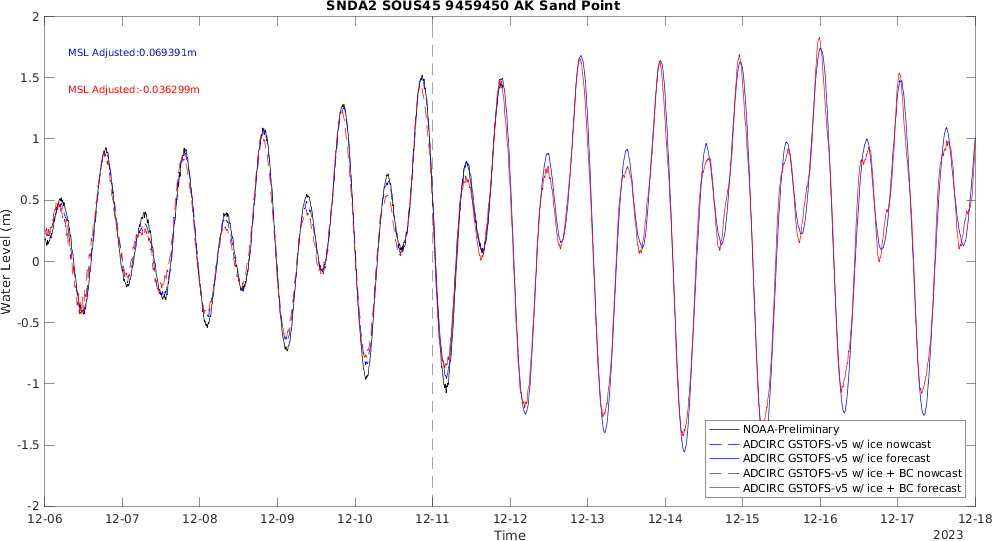 SNDA2 SOUS45 9459450 AK Sand Point
2
1.5
1
0.5
0
-0.5
-1
-1.5
-2
Water Level (m)
MSL Adjusted:0.069391m
MSL Adjusted:-0.036299m
NOAA-Preliminary
ADCIRC GSTOFS-v5 w/ ice nowcast
ADCIRC GSTOFS-v5 w/ ice forecast
ADCIRC GSTOFS-v5 w/ ice + BC nowcast
ADCIRC GSTOFS-v5 w/ ice + BC forecast
12-06 12-07 12-08 12-09 12-10 12-11 12-12 12-13 12-14 12-15 12-16 12-17 12-18
Time
2023